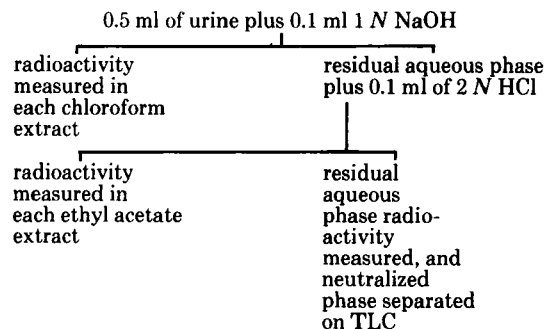 0.5 ml of urine plus 0.1 ml 1 N NaOH
radioactivity
measured in
each chloroform
extract
residual aqueous phase
plus 0.1 ml of 2 N HCl
radioactivity
measured in
each ethyl acetate
extract
residual
aqueous
phase radio-
activity
measured, and
neutralized
phase separated
on TLC